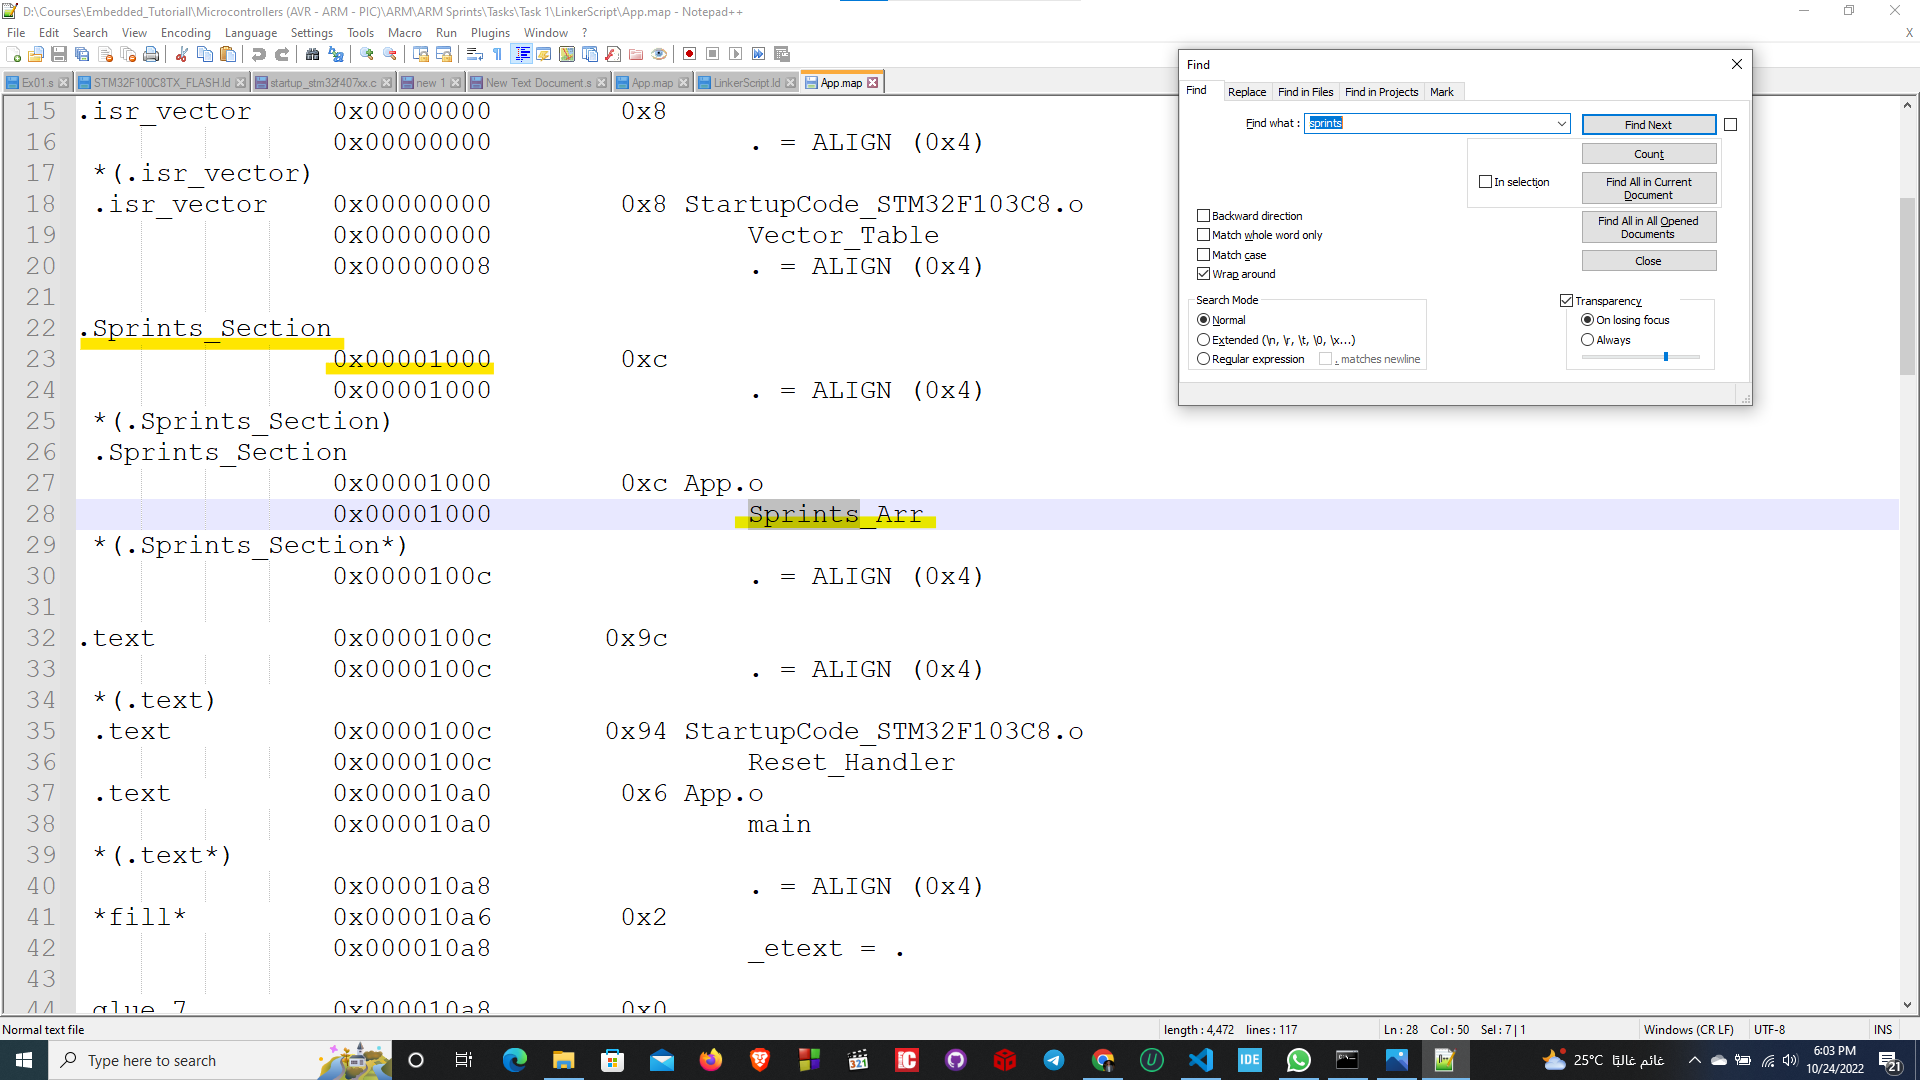 D:\Courses\Embedded_Tutoriall\Microcontrollers (AVR - ARM - PIC)\ARM\ARM Sprints\Tasks\Task 1\LinkerScript\App.map - Notepad++
File Edit Search View Encoding Language Settings Tools Macro Run Plugins Window ? X
Ex01.s STM32F100C8TX_FLASH.ld startup_stm32f407xx.c new 1 New Text Document.s App.map LinkerScript.ld App.map
15 .isr_vector 0x00000000 0x8
16 0x00000000 . = ALIGN (0x4)
17 *(.isr_vector)
18 .isr_vector 0x00000000 0x8 StartupCode_STM32F103C8.o
19 0x00000000 Vector_Table
20 0x00000008 . = ALIGN (0x4)
21
22 .Sprints_Section
23 0x00001000 0xc
24 0x00001000 . = ALIGN (0x4)
25 *(.Sprints_Section)
26 .Sprints_Section
27 0x00001000 0xc App.o
28 0x00001000 Sprints_Arr
29 *(.Sprints_Section*)
30 0x0000100c . = ALIGN (0x4)
31
32 .text 0x0000100c 0x9c
33 0x0000100c . = ALIGN (0x4)
34 *(.text)
35 .text 0x0000100c 0x94 StartupCode_STM32F103C8.o
36 0x0000100c Reset_Handler
37 .text 0x000010a0 0x6 App.o
38 0x000010a0 main
39 *(.text*)
40 0x000010a8 . = ALIGN (0x4)
41 *fill* 0x000010a6 0x2
42 0x000010a8 _etext = .
43
44 .glue_7 0x000010a8 0x0
Find
Find Replace Find in Files Find in Projects Mark
Find what : sprints Find Next
Count
In selection
Find All in Current Document
Find All in All Opened Documents
Close
Backward direction
Match whole word only
Match case
Wrap around
Search Mode
Normal
Extended (\n, \r, \t, \0, \x...)
Regular expression . matches newline
Transparency
On losing focus
Always
Normal text file length : 4,472 lines : 117 Ln : 28 Col : 50 Sel : 7 | 1 Windows (CR LF) UTF-8 INS
Type here to search
321
IDE
25°C غائم غالبًا
6:03 PM
10/24/2022
21